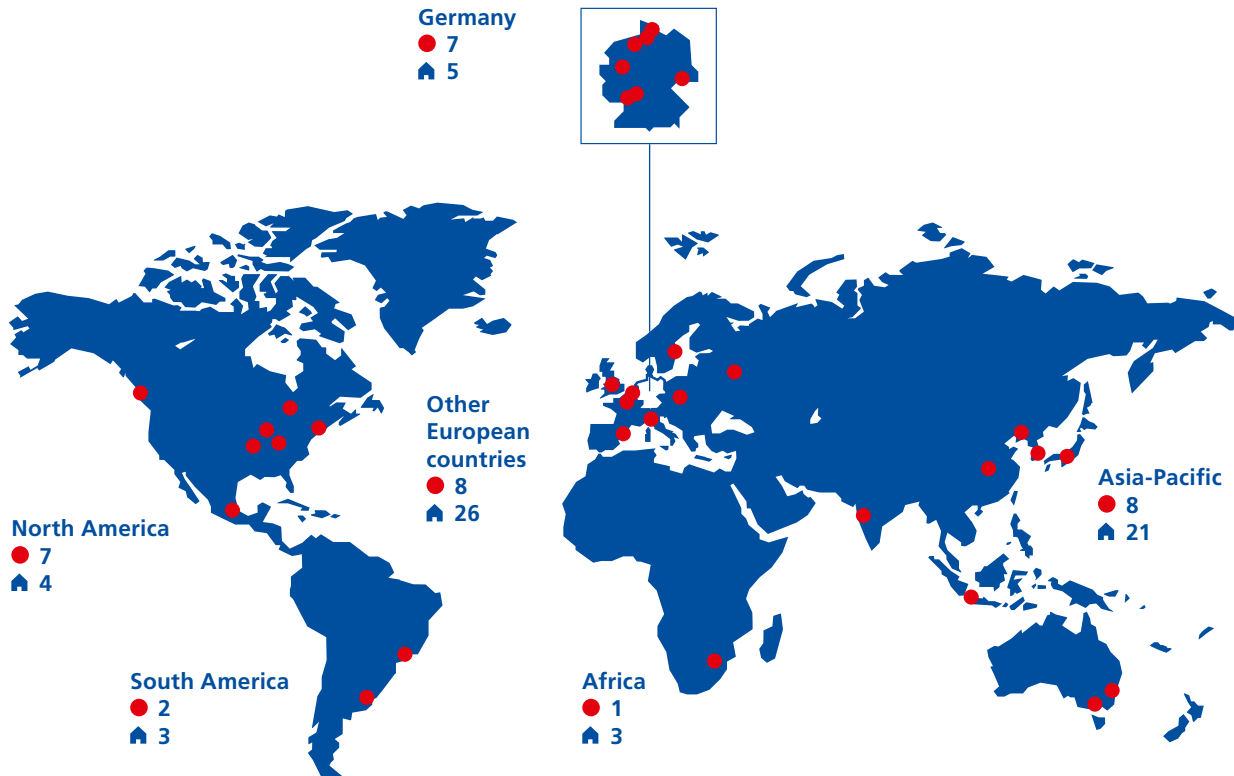 Germany
7
5
Other
European
countries
8
26
Asia-Pacific
8
21
North America
7
4
South America
2
3
Africa
1
3